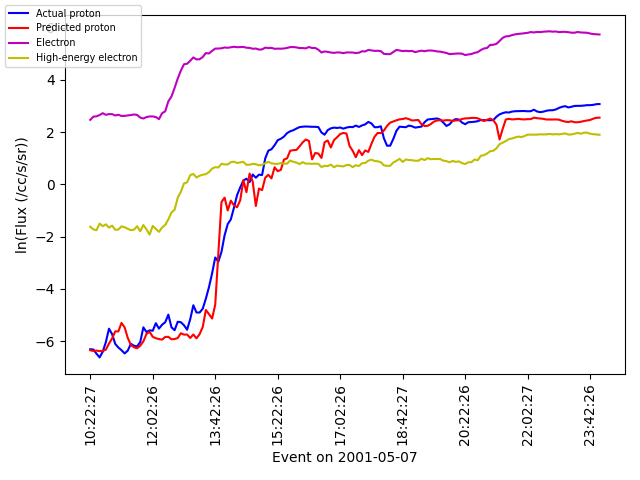 Actual proton
Predicted proton
Electron
High-energy electron
ln(Flux (/cc/s/sr))
4
2
0
−2
−4
−6
10:22:27
12:02:26
13:42:26
15:22:26
17:02:26
18:42:27
20:22:26
22:02:27
23:42:26
Event on 2001-05-07